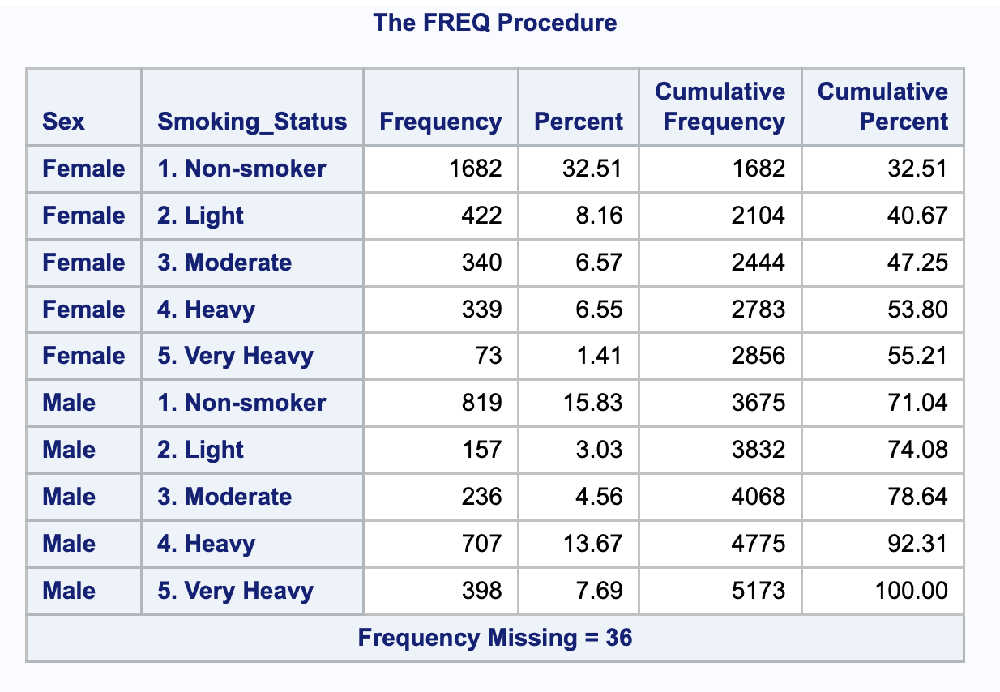 The FREQ Procedure
Sex Smoking_Status Frequency Percent Cumulative Frequency Cumulative Percent
Female 1. Non-smoker 1682 32.51 1682 32.51
Female 2. Light 422 8.16 2104 40.67
Female 3. Moderate 340 6.57 2444 47.25
Female 4. Heavy 339 6.55 2783 53.80
Female 5. Very Heavy 73 1.41 2856 55.21
Male 1. Non-smoker 819 15.83 3675 71.04
Male 2. Light 157 3.03 3832 74.08
Male 3. Moderate 236 4.56 4068 78.64
Male 4. Heavy 707 13.67 4775 92.31
Male 5. Very Heavy 398 7.69 5173 100.00
Frequency Missing = 36